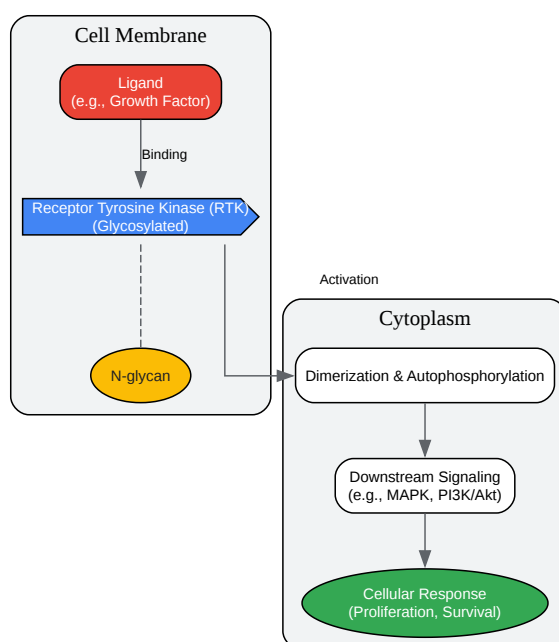 Cell Membrane
Ligand
(e.g., Growth Factor)
Binding
Receptor Tyrosine Kinase (RTK)
(Glycosylated)
N-glycan
Activation
Cytoplasm
Dimerization & Autophosphorylation
Downstream Signaling
(e.g., MAPK, PI3K/Akt)
Cellular Response
(Proliferation, Survival)